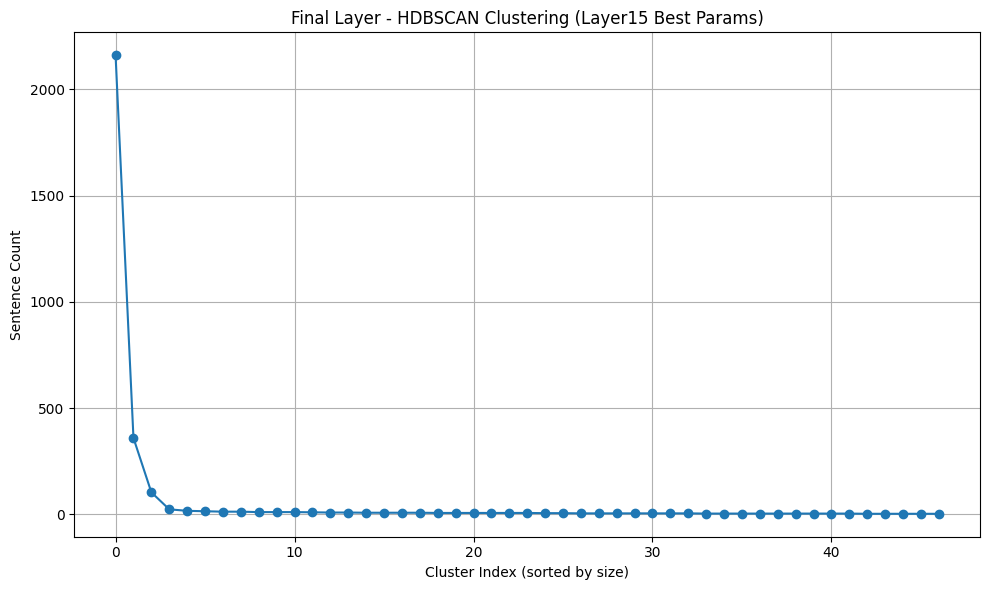 Final Layer - HDBSCAN Clustering (Layer15 Best Params)
Sentence Count
2000
1500
1000
500
0
0 10 20 30 40
Cluster Index (sorted by size)